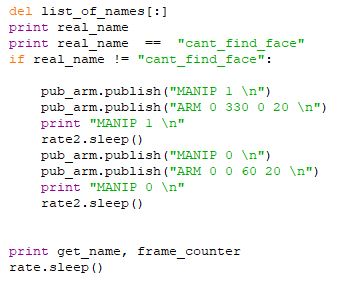 del list_of_names[:]
print real_name
print real_name  ==  "cant_find_face"
if real_name != "cant_find_face":
    pub_arm.publish("MANIP 1 \n")
    pub_arm.publish("ARM 0 330 0 20 \n")
    print "MANIP 1 \n"
    rate2.sleep()
    pub_arm.publish("MANIP 0 \n")
    pub_arm.publish("ARM 0 0 60 20 \n")
    print "MANIP 0 \n"
    rate2.sleep()
print get_name, frame_counter
rate.sleep()